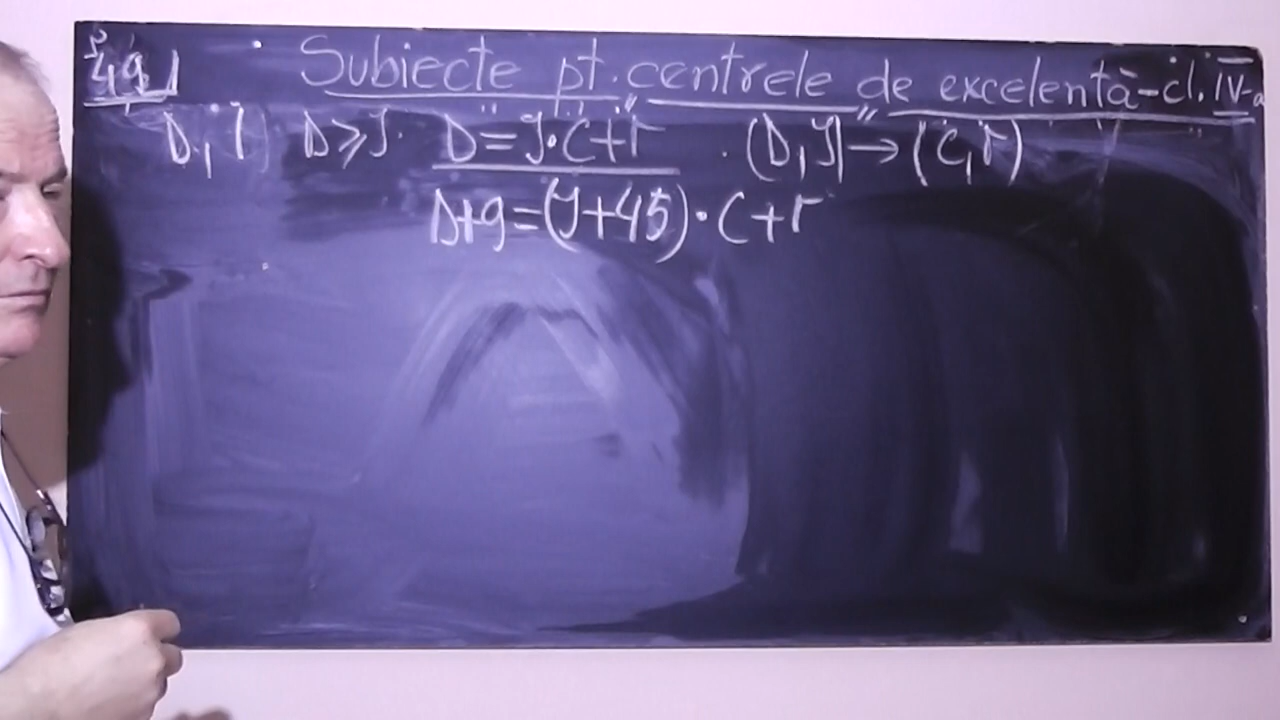 49) Subiecte pt. centrele de excelență - cl. IV-a
D, Î D ≥ Î. D = Î·C+r . (D, Î) → (C, r)
D+9=(Î+45)·C+r